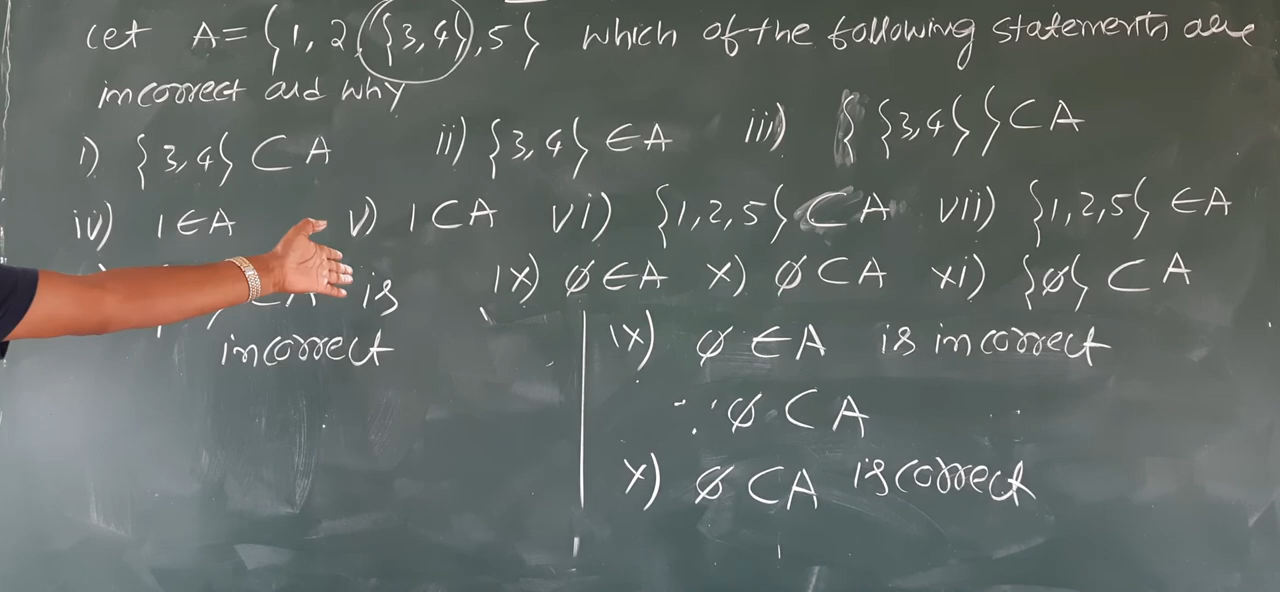 Let A = {1, 2, {3, 4}, 5} which of the following statements are
incorrect and why
i) {3, 4} ⊂ A ii) {3, 4} ∈ A iii) { {3, 4} } ⊂ A
iv) 1 ∈ A v) 1 ⊂ A vi) {1, 2, 5} ⊂ A vii) {1, 2, 5} ∈ A
⊂ A is
incorrect
ix) ∅ ∈ A x) ∅ ⊂ A xi) {∅} ⊂ A
ix) ∅ ∈ A is incorrect
∵ ∅ ⊂ A
x) ∅ ⊂ A is correct